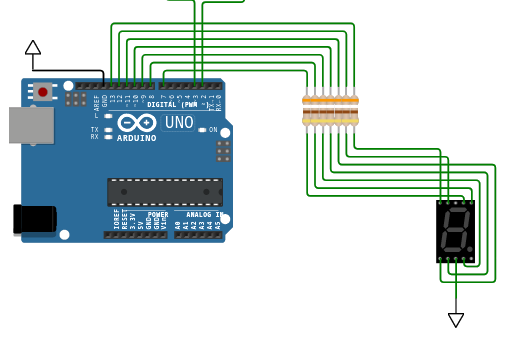 AREF
GND
13
12
~11
~10
~9
8
7
~6
~5
4
~3
2
TX→1
RX←0
DIGITAL (PWM ~)
L
TX
RX
UNO
ON
ARDUINO
IOREF
RESET
3.3V
5V
GND
GND
Vin
POWER
A0
A1
A2
A3
A4
A5
ANALOG IN